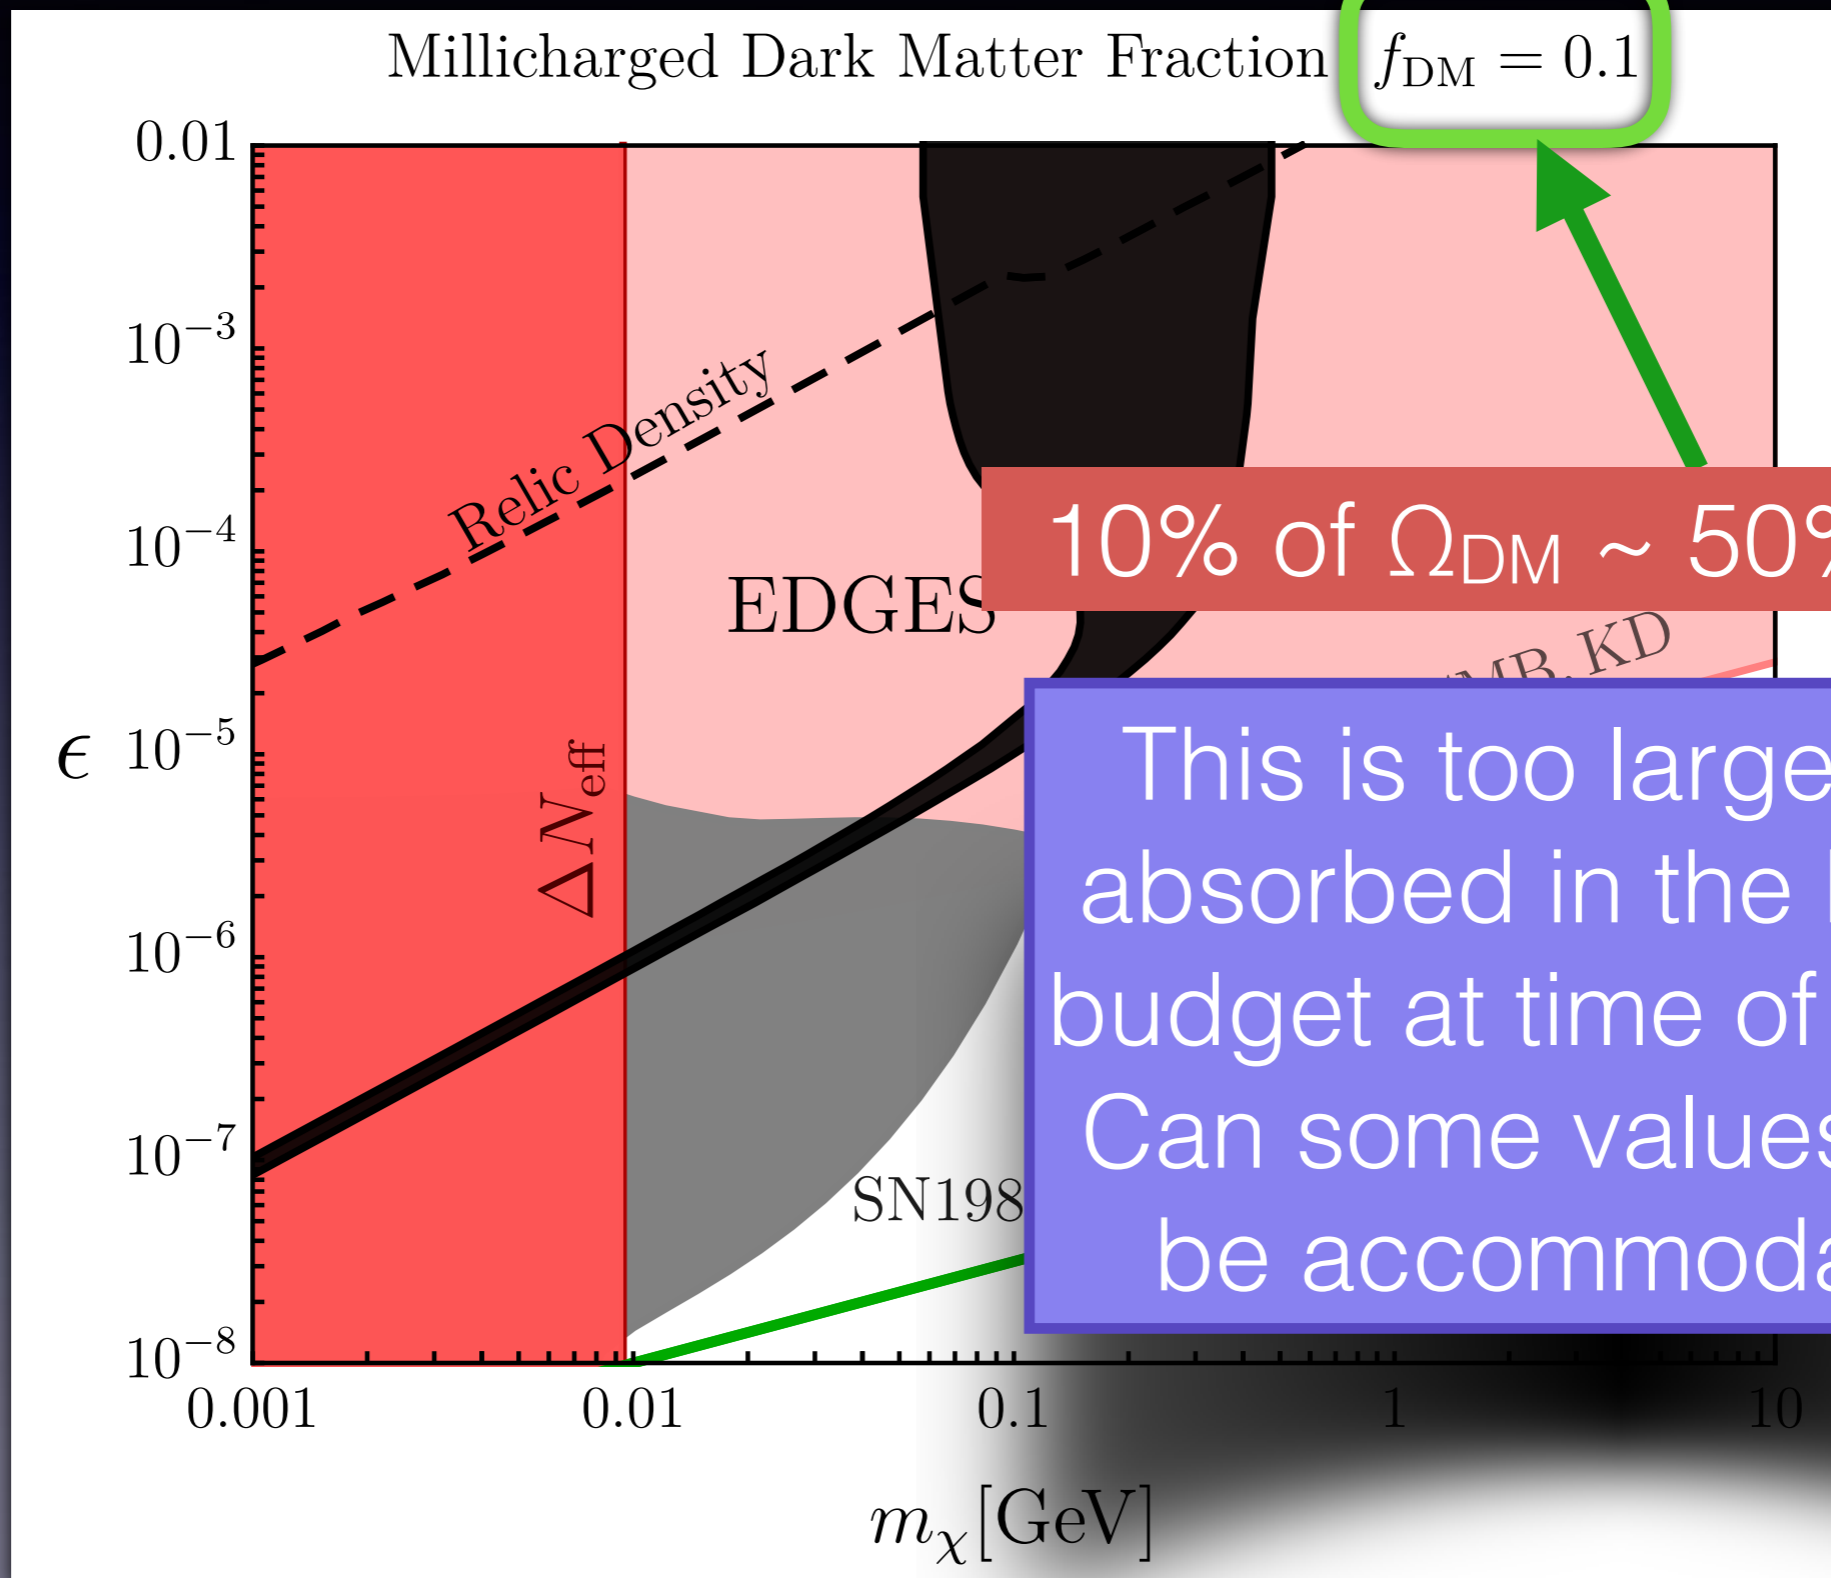 Millicharged Dark Matter Fraction f_DM = 0.1
0.01
10⁻³
10⁻⁴
10⁻⁵
10⁻⁶
10⁻⁷
10⁻⁸
ϵ
Relic Density
EDGES
10% of Ω_DM ~ 50%
KD
ΔN_eff
This is too large
absorbed in the
budget at time of
Can some values
be accommoda
SN198
0.001 0.01 0.1 1 10
m_χ[GeV]